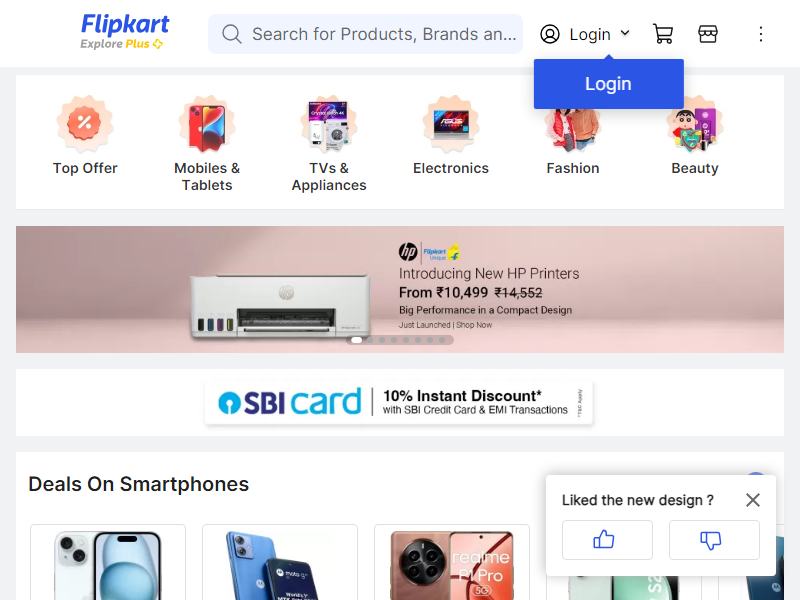 Flipkart
Explore Plus
Search for Products, Brands an...
Login
Login
Top Offer
Mobiles &
Tablets
TVs &
Appliances
Electronics
Fashion
Beauty
hp
Flipkart
Unique
Introducing New HP Printers
From ₹10,499 ₹14,552
Big Performance in a Compact Design
Just Launched | Shop Now
SBI card
10% Instant Discount*
with SBI Credit Card & EMI Transactions
*T&C Apply
Deals On Smartphones
Liked the new design ?
realme
P1 Pro
5G